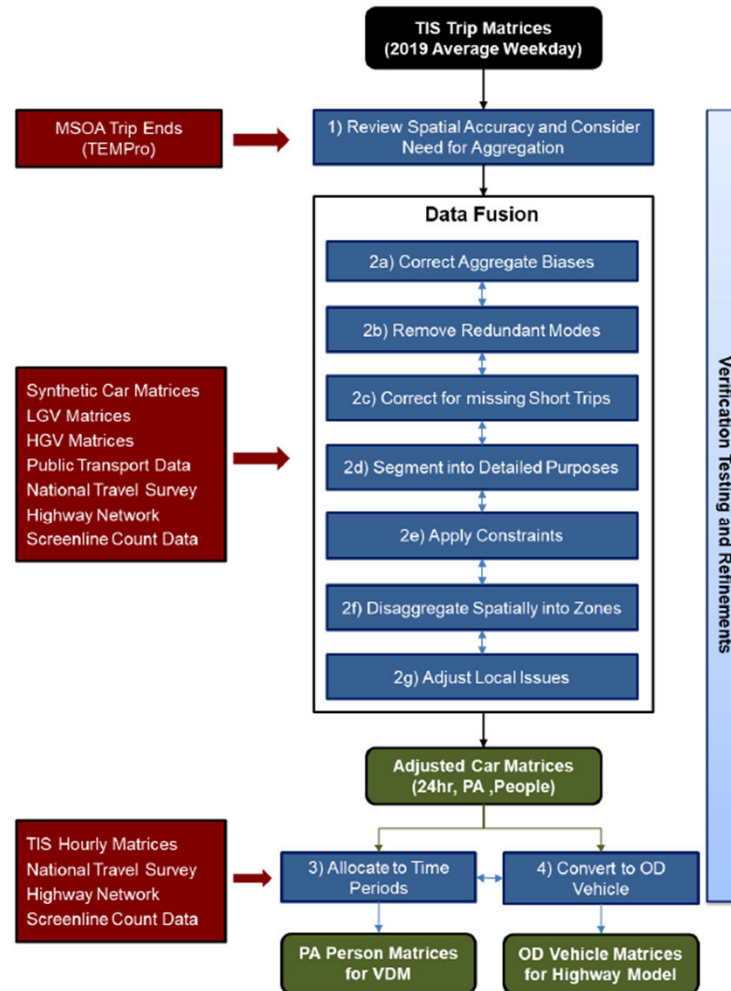 TIS Trip Matrices
(2019 Average Weekday)
MSOA Trip Ends
(TEMPro)
1) Review Spatial Accuracy and Consider
Need for Aggregation
Data Fusion
2a) Correct Aggregate Biases
2b) Remove Redundant Modes
2c) Correct for missing Short Trips
2d) Segment into Detailed Purposes
2e) Apply Constraints
2f) Disaggregate Spatially into Zones
2g) Adjust Local Issues
Synthetic Car Matrices
LGV Matrices
HGV Matrices
Public Transport Data
National Travel Survey
Highway Network
Screenline Count Data
Verification Testing and Refinements
Adjusted Car Matrices
(24hr, PA ,People)
TIS Hourly Matrices
National Travel Survey
Highway Network
Screenline Count Data
3) Allocate to Time
Periods
4) Convert to OD
Vehicle
PA Person Matrices
for VDM
OD Vehicle Matrices
for Highway Model